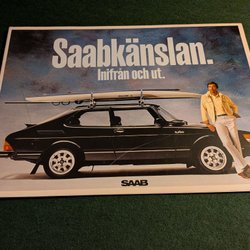 Saabkänslan.
Inifrån och ut.
SAAB